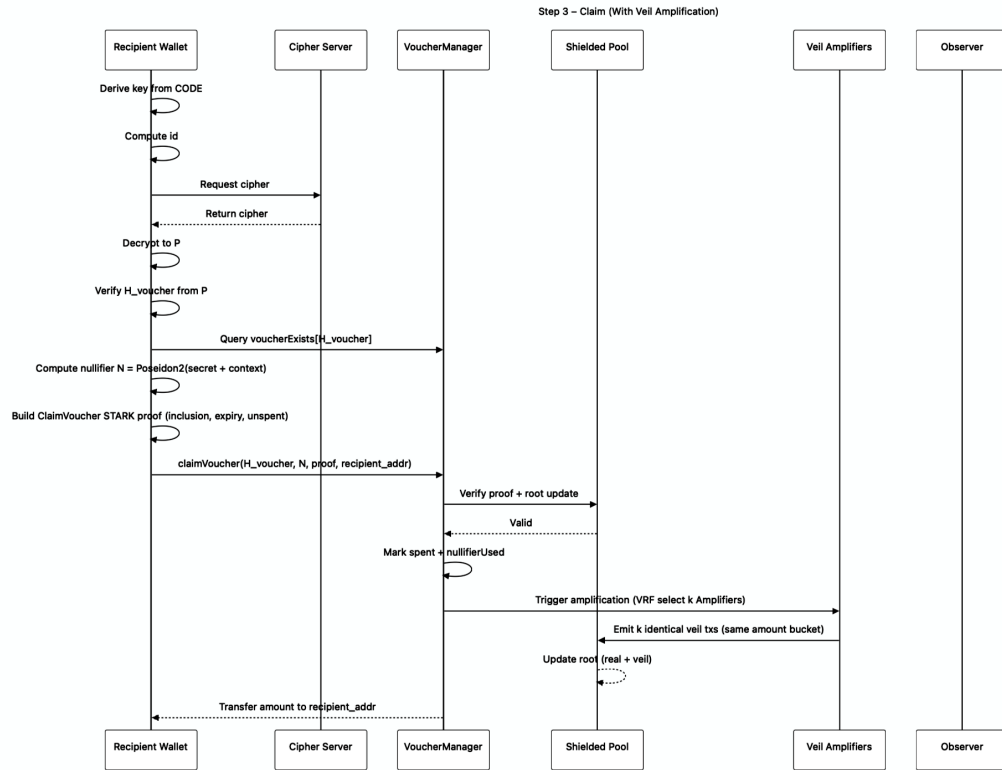 Step 3 – Claim (With Veil Amplification)
Recipient Wallet
Cipher Server
VoucherManager
Shielded Pool
Veil Amplifiers
Observer
Derive key from CODE
Compute id
Request cipher
Return cipher
Decrypt to P
Verify H_voucher from P
Query voucherExists[H_voucher]
Compute nullifier N = Poseidon2(secret + context)
Build ClaimVoucher STARK proof (inclusion, expiry, unspent)
claimVoucher(H_voucher, N, proof, recipient_addr)
Verify proof + root update
Valid
Mark spent + nullifierUsed
Trigger amplification (VRF select k Amplifiers)
Emit k identical veil txs (same amount bucket)
Update root (real + veil)
Transfer amount to recipient_addr
Recipient Wallet
Cipher Server
VoucherManager
Shielded Pool
Veil Amplifiers
Observer